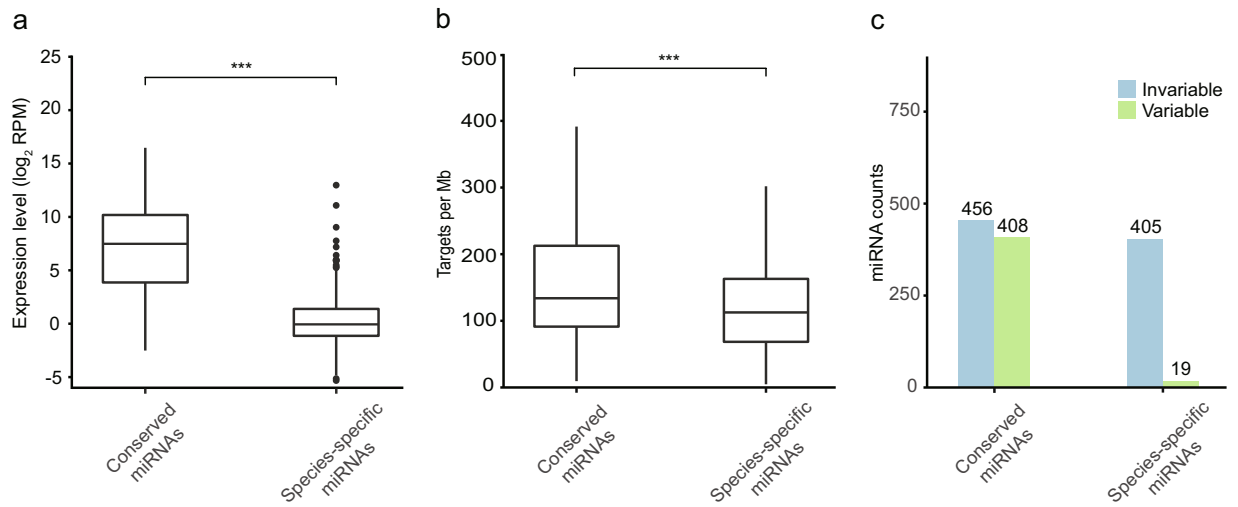 a
Expression level (log2 RPM)
25
20
15
10
5
0
-5
***
Conserved
miRNAs
Species-specific
miRNAs
b
Targets per Mb
500
400
300
200
100
0
***
Conserved
miRNAs
Species-specific
miRNAs
c
miRNA counts
750
500
250
0
Invariable
Variable
456
408
405
19
Conserved
miRNAs
Species-specific
miRNAs